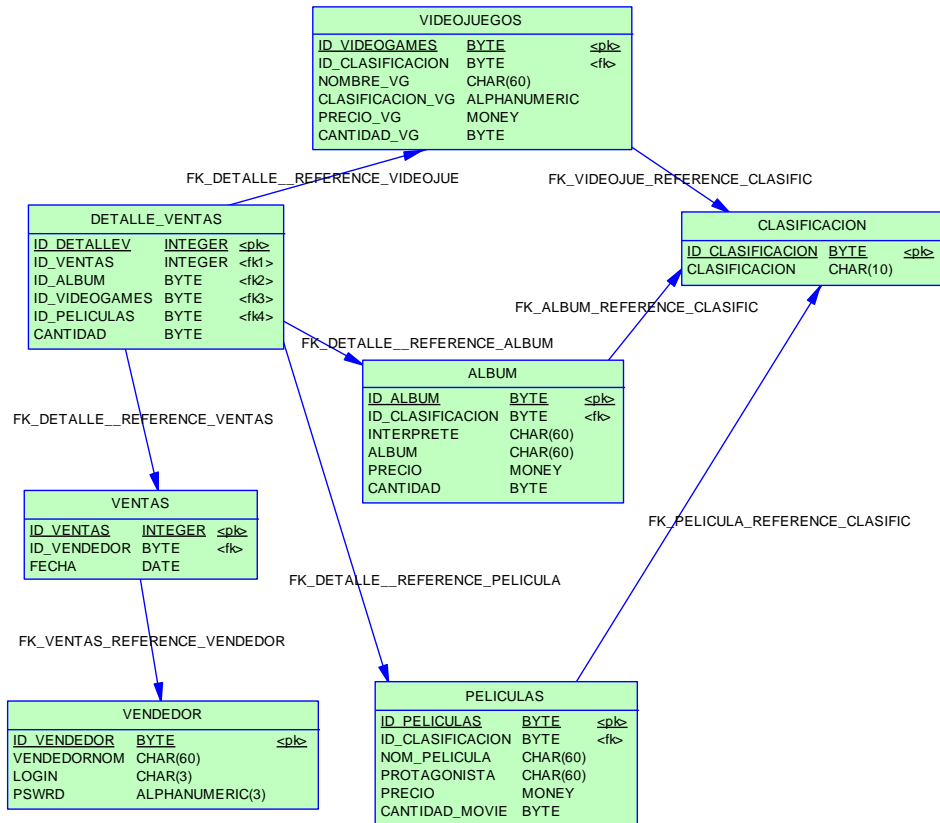 VIDEOJUEGOS
ID_VIDEOGAMES BYTE <pk>
ID_CLASIFICACION BYTE <fk>
NOMBRE_VG CHAR(60)
CLASIFICACION_VG ALPHANUMERIC
PRECIO_VG MONEY
CANTIDAD_VG BYTE
FK_DETALLE__REFERENCE_VIDEOJUE
FK_VIDEOJUE_REFERENCE_CLASIFIC
DETALLE_VENTAS
ID_DETALLEV INTEGER <pk>
ID_VENTAS INTEGER <fk1>
ID_ALBUM BYTE <fk2>
ID_VIDEOGAMES BYTE <fk3>
ID_PELICULAS BYTE <fk4>
CANTIDAD BYTE
CLASIFICACION
ID_CLASIFICACION BYTE <pk>
CLASIFICACION CHAR(10)
FK_ALBUM_REFERENCE_CLASIFIC
FK_DETALLE__REFERENCE_ALBUM
ALBUM
ID_ALBUM BYTE <pk>
ID_CLASIFICACION BYTE <fk>
INTERPRETE CHAR(60)
ALBUM CHAR(60)
PRECIO MONEY
CANTIDAD BYTE
FK_DETALLE__REFERENCE_VENTAS
VENTAS
ID_VENTAS INTEGER <pk>
ID_VENDEDOR BYTE <fk>
FECHA DATE
FK_PELICULA_REFERENCE_CLASIFIC
FK_DETALLE__REFERENCE_PELICULA
FK_VENTAS_REFERENCE_VENDEDOR
VENDEDOR
ID_VENDEDOR BYTE <pk>
VENDEDORNOM CHAR(60)
LOGIN CHAR(3)
PSWRD ALPHANUMERIC(3)
PELICULAS
ID_PELICULAS BYTE <pk>
ID_CLASIFICACION BYTE <fk>
NOM_PELICULA CHAR(60)
PROTAGONISTA CHAR(60)
PRECIO MONEY
CANTIDAD_MOVIE BYTE